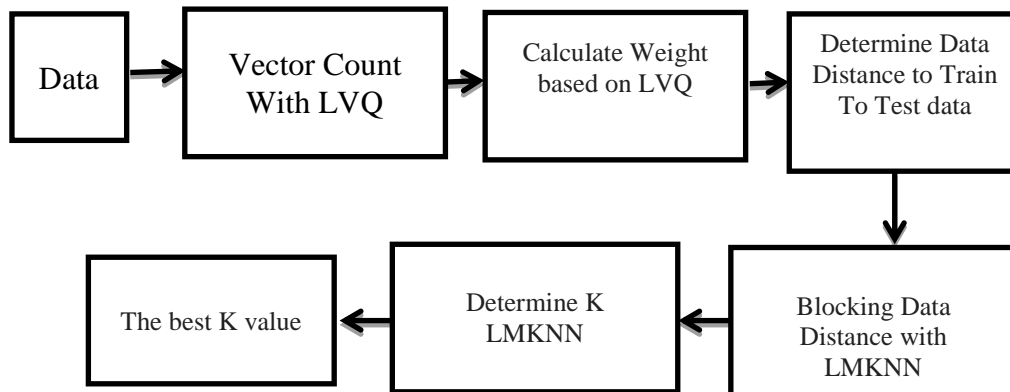 Data
Vector Count
With LVQ
Calculate Weight
based on LVQ
Determine Data
Distance to Train
To Test data
Blocking Data
Distance with
LMKNN
Determine K
LMKNN
The best K value